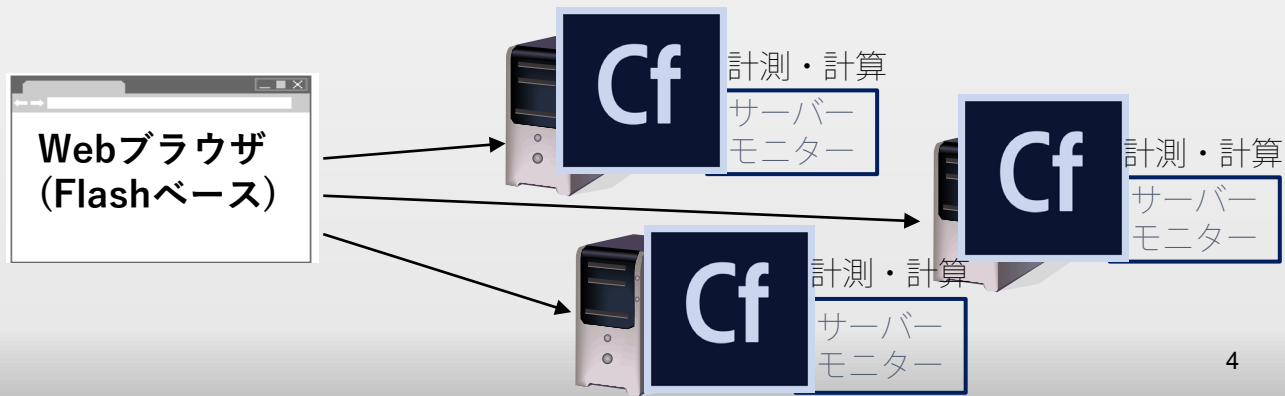 Webブラウザ
(Flashベース)
Cf
計測・計算
サーバー
モニター
Cf
計測・計算
サーバー
モニター
Cf
計測・計算
サーバー
モニター
4